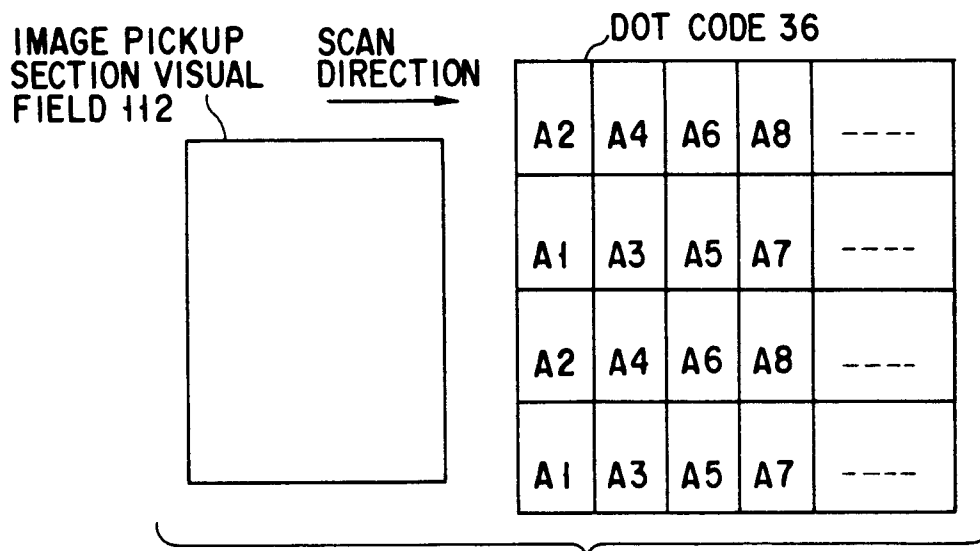 IMAGE PICKUP
SECTION VISUAL
FIELD 112
SCAN
DIRECTION
DOT CODE 36
A2 A4 A6 A8 ----
A1 A3 A5 A7 ----
A2 A4 A6 A8 ----
A1 A3 A5 A7 ----